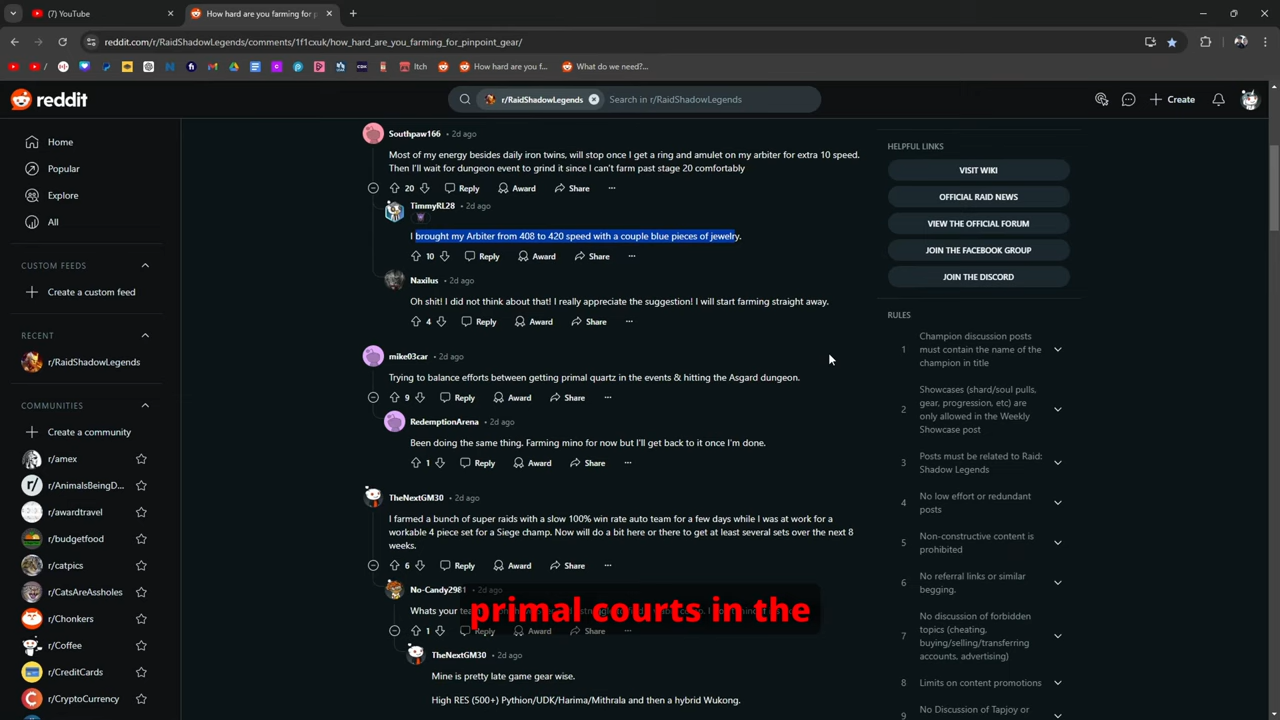 (7) YouTube
How hard are you farming for p
reddit.com/r/RaidShadowLegends/comments/1f1cxuk/how_hard_are_you_farming_for_pinpoint_gear/
Itch
How hard are you f...
What do we need?...
reddit
r/RaidShadowLegends
Search in r/RaidShadowLegends
Create
Home
Popular
Explore
All
CUSTOM FEEDS
Create a custom feed
RECENT
r/RaidShadowLegends
COMMUNITIES
Create a community
r/amex
r/AnimalsBeingD...
r/awardtravel
r/budgetfood
r/catpics
r/CatsAreAssholes
r/Chonkers
r/Coffee
r/CreditCards
r/CryptoCurrency
Southpaw166 • 2d ago
Most of my energy besides daily iron twins, will stop once I get a ring and amulet on my arbiter for extra 10 speed.
Then I'll wait for dungeon event to grind it since I can't farm past stage 20 comfortably
20 Reply Award Share ...
TimmyRL28 • 2d ago
I brought my Arbiter from 408 to 420 speed with a couple blue pieces of jewelry.
10 Reply Award Share ...
Naxilus • 2d ago
Oh shit! I did not think about that! I really appreciate the suggestion! I will start farming straight away.
4 Reply Award Share ...
mike03car • 2d ago
Trying to balance efforts between getting primal quartz in the events & hitting the Asgard dungeon.
9 Reply Award Share ...
RedemptionArena • 2d ago
Been doing the same thing. Farming mino for now but I'll get back to it once I'm done.
1 Reply Award Share ...
TheNextGM30 • 2d ago
I farmed a bunch of super raids with a slow 100% win rate auto team for a few days while I was at work for a
workable 4 piece set for a Siege champ. Now will do a bit here or there to get at least several sets over the next 8
weeks.
6 Reply Award Share ...
No-Candy2981 • 2d ago
Whats your
primal courts in the
1 Reply Award Share ...
TheNextGM30 • 2d ago
Mine is pretty late game gear wise.
High RES (500+) Pythion/UDK/Harima/Mithrala and then a hybrid Wukong.
HELPFUL LINKS
VISIT WIKI
OFFICIAL RAID NEWS
VIEW THE OFFICIAL FORUM
JOIN THE FACEBOOK GROUP
JOIN THE DISCORD
RULES
1 Champion discussion posts
must contain the name of the
champion in title
2 Showcases (shard/soul pulls,
gear, progression, etc) are
only allowed in the Weekly
Showcase post
3 Posts must be related to Raid:
Shadow Legends
4 No low effort or redundant
posts
5 Non-constructive content is
prohibited
6 No referral links or similar
begging.
7 No discussion of forbidden
topics (cheating,
buying/selling/transferring
accounts, advertising)
8 Limits on content promotions
9 No Discussion of Tapjoy or